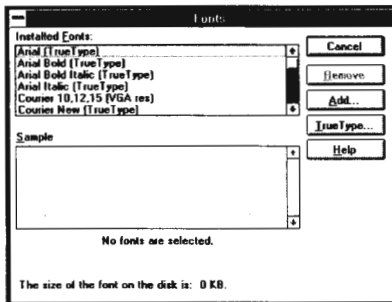 Fonts
Installed Fonts:
Arial (TrueType)
Arial Bold (TrueType)
Arial Bold Italic (TrueType)
Arial Italic (TrueType)
Courier 10,12,15 (VGA res)
Courier New (TrueType)
Cancel
Remove
Add...
TrueType...
Help
Sample
No fonts are selected.
The size of the font on the disk is: 0 KB.